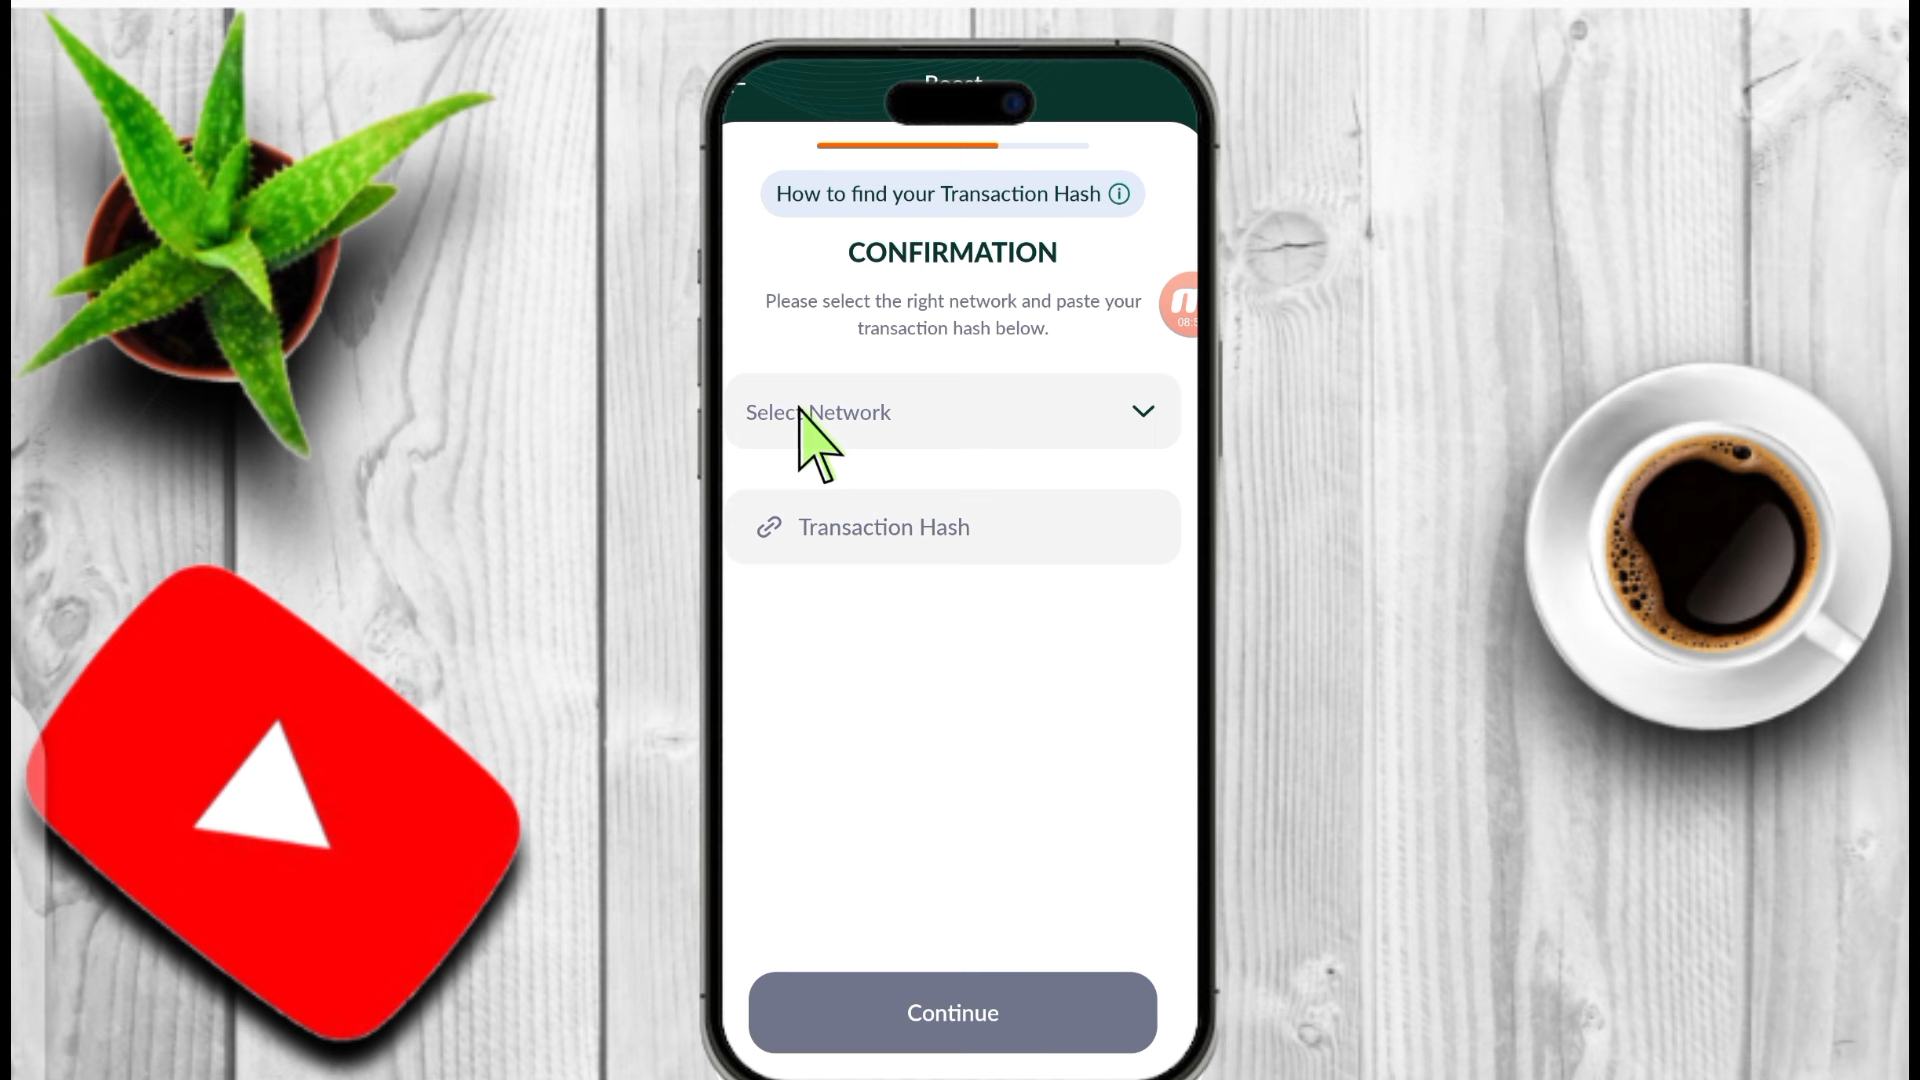 Boost
How to find your Transaction Hash
CONFIRMATION
Please select the right network and paste your
transaction hash below.
Select Network
Transaction Hash
Continue